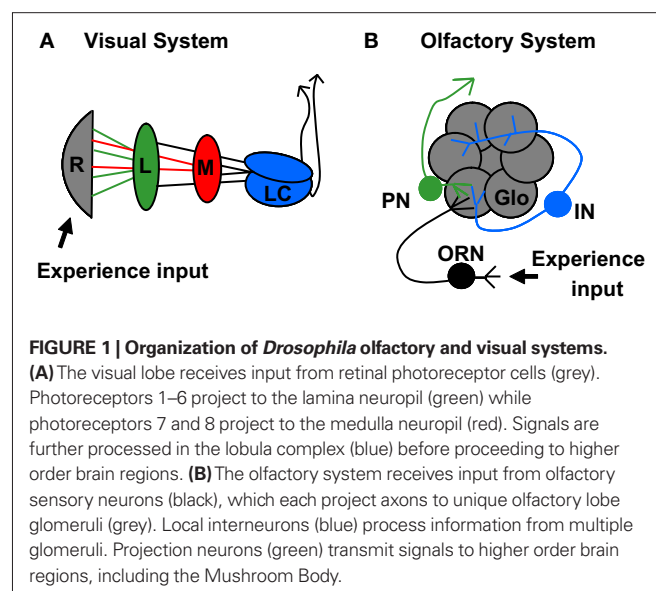 A Visual System
B Olfactory System
R
L
M
LC
Experience input
PN
Glo
IN
ORN
Experience
input
FIGURE 1 | Organization of Drosophila olfactory and visual systems.
(A) The visual lobe receives input from retinal photoreceptor cells (grey).
Photoreceptors 1–6 project to the lamina neuropil (green) while
photoreceptors 7 and 8 project to the medulla neuropil (red). Signals are
further processed in the lobula complex (blue) before proceeding to higher
order brain regions. (B) The olfactory system receives input from olfactory
sensory neurons (black), which each project axons to unique olfactory lobe
glomeruli (grey). Local interneurons (blue) process information from multiple
glomeruli. Projection neurons (green) transmit signals to higher order brain
regions, including the Mushroom Body.